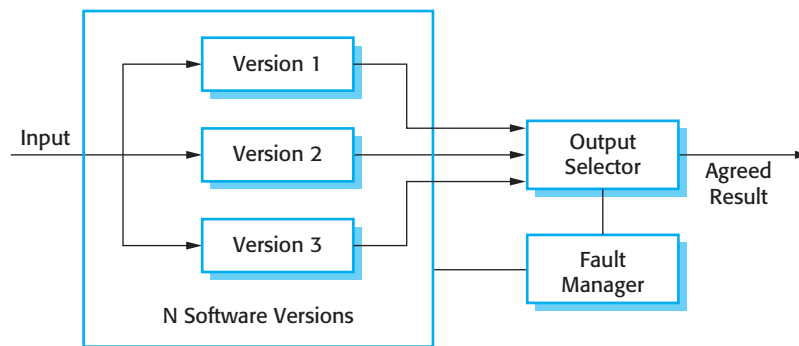 Version 1
Input
Version 2
Output
Selector
Agreed
Result
Version 3
Fault
Manager
N Software Versions